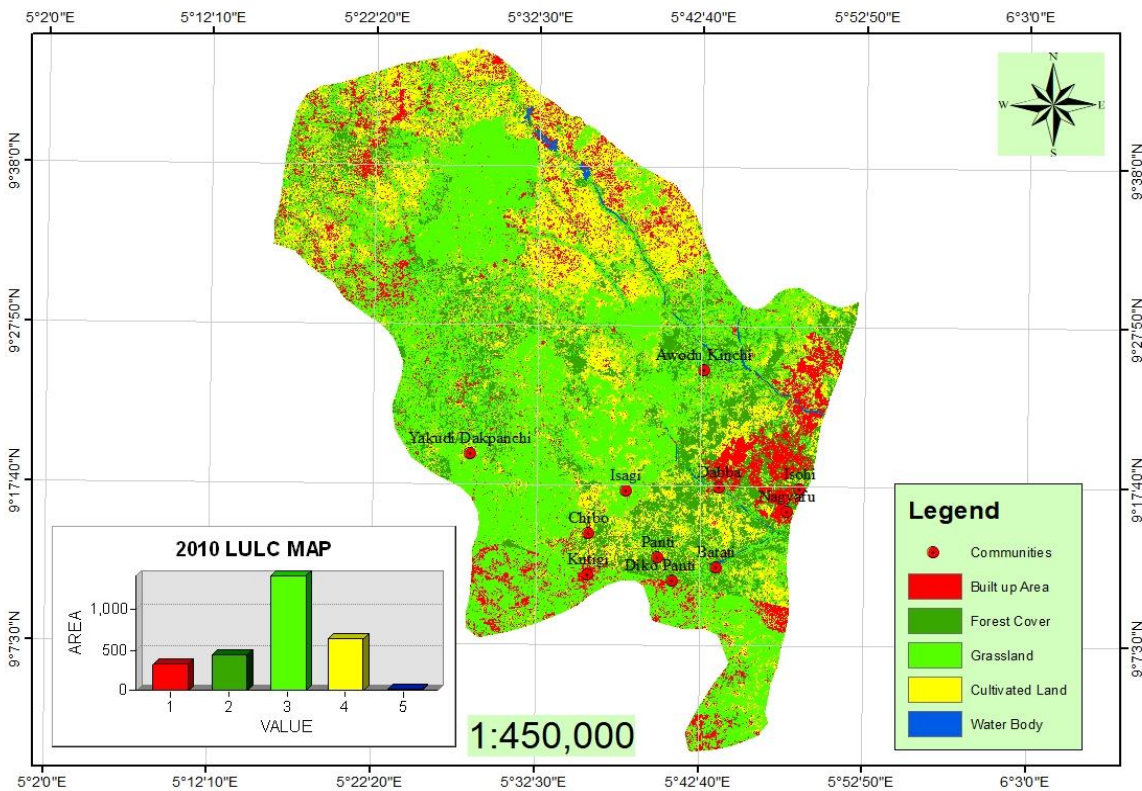 5°2'0"E 5°12'10"E 5°22'20"E 5°32'30"E 5°42'40"E 5°52'50"E 6°3'0"E
N
W E
S
9°38'0"N 9°38'0"N
9°27'50"N 9°27'50"N
Awodu Kinchi
Yakudi/Dakpanchi
9°17'40"N 9°17'40"N
Isagi Dabba Isohi
Nagyafu
Chibo
Panti
Kutigi Diko Panti Batati
9°7'30"N 9°7'30"N
2010 LULC MAP
AREA
1,000
500
0
1 2 3 4 5
VALUE
1:450,000
Legend
Communities
Built up Area
Forest Cover
Grassland
Cultivated Land
Water Body
5°2'0"E 5°12'10"E 5°22'20"E 5°32'30"E 5°42'40"E 5°52'50"E 6°3'0"E